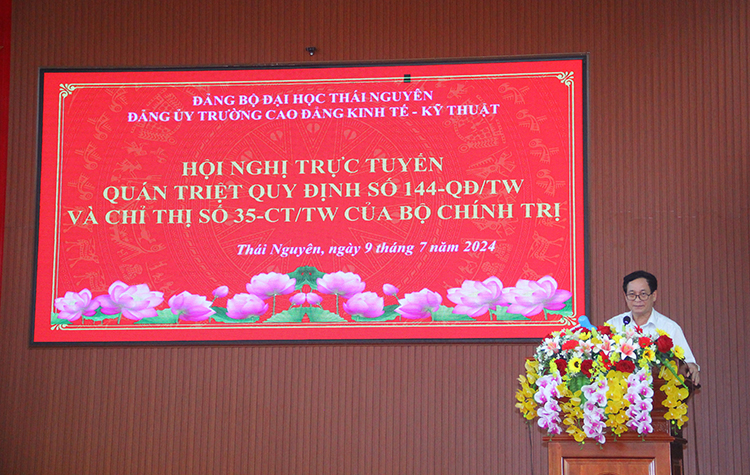 ĐẢNG BỘ ĐẠI HỌC THÁI NGUYÊN
ĐẢNG ỦY TRƯỜNG CAO ĐẲNG KINH TẾ - KỸ THUẬT
HỘI NGHỊ TRỰC TUYẾN
QUÁN TRIỆT QUY ĐỊNH SỐ 144-QĐ/TW
VÀ CHỈ THỊ SỐ 35-CT/TW CỦA BỘ CHÍNH TRỊ
Thái Nguyên, ngày 9 tháng 7 năm 2024